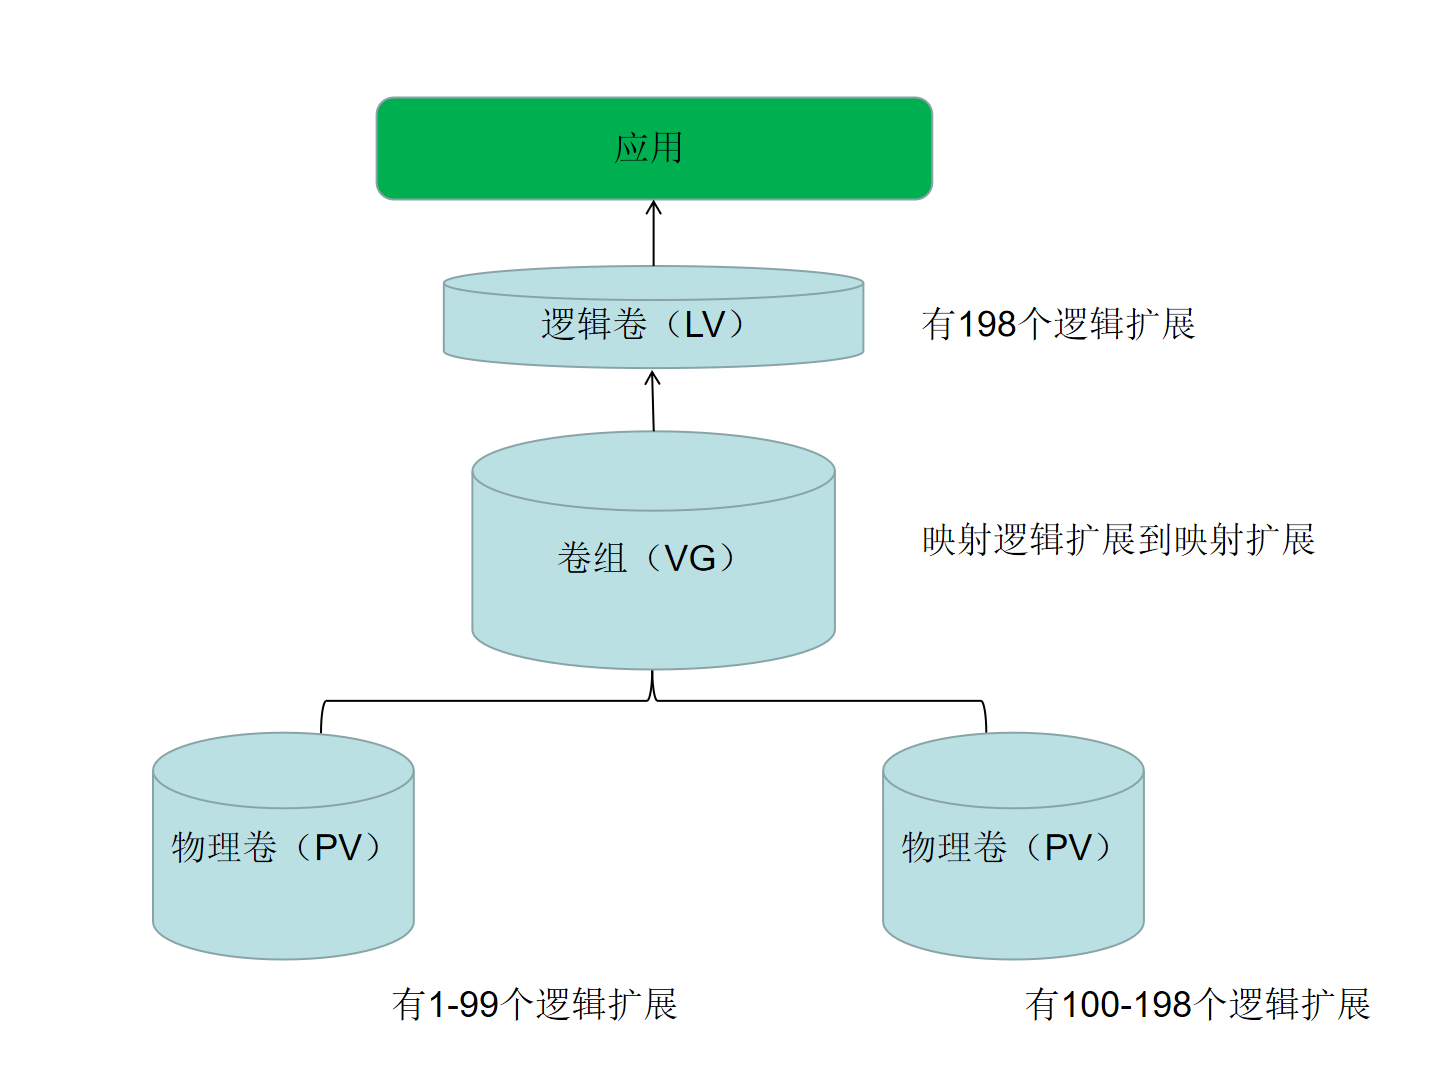 应用
逻辑卷（LV）
有198个逻辑扩展
卷组（VG）
映射逻辑扩展到映射扩展
物理卷（PV）
物理卷（PV）
有1-99个逻辑扩展
有100-198个逻辑扩展